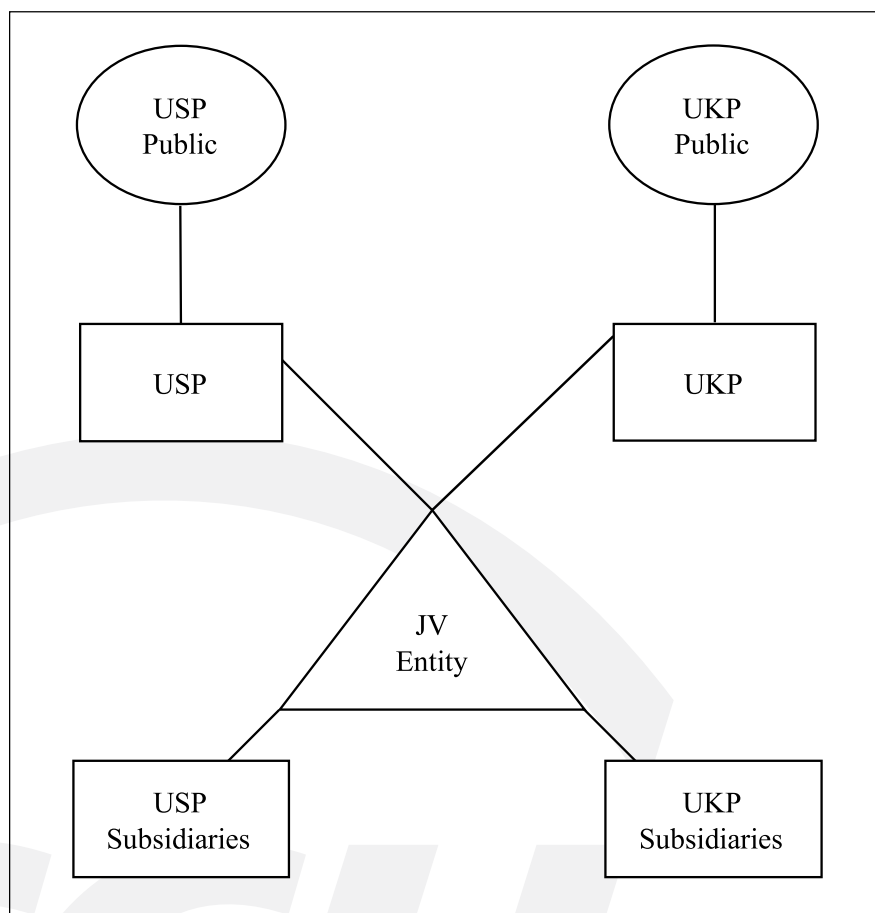 USP
Public
UKP
Public
USP
UKP
JV
Entity
USP
Subsidiaries
UKP
Subsidiaries